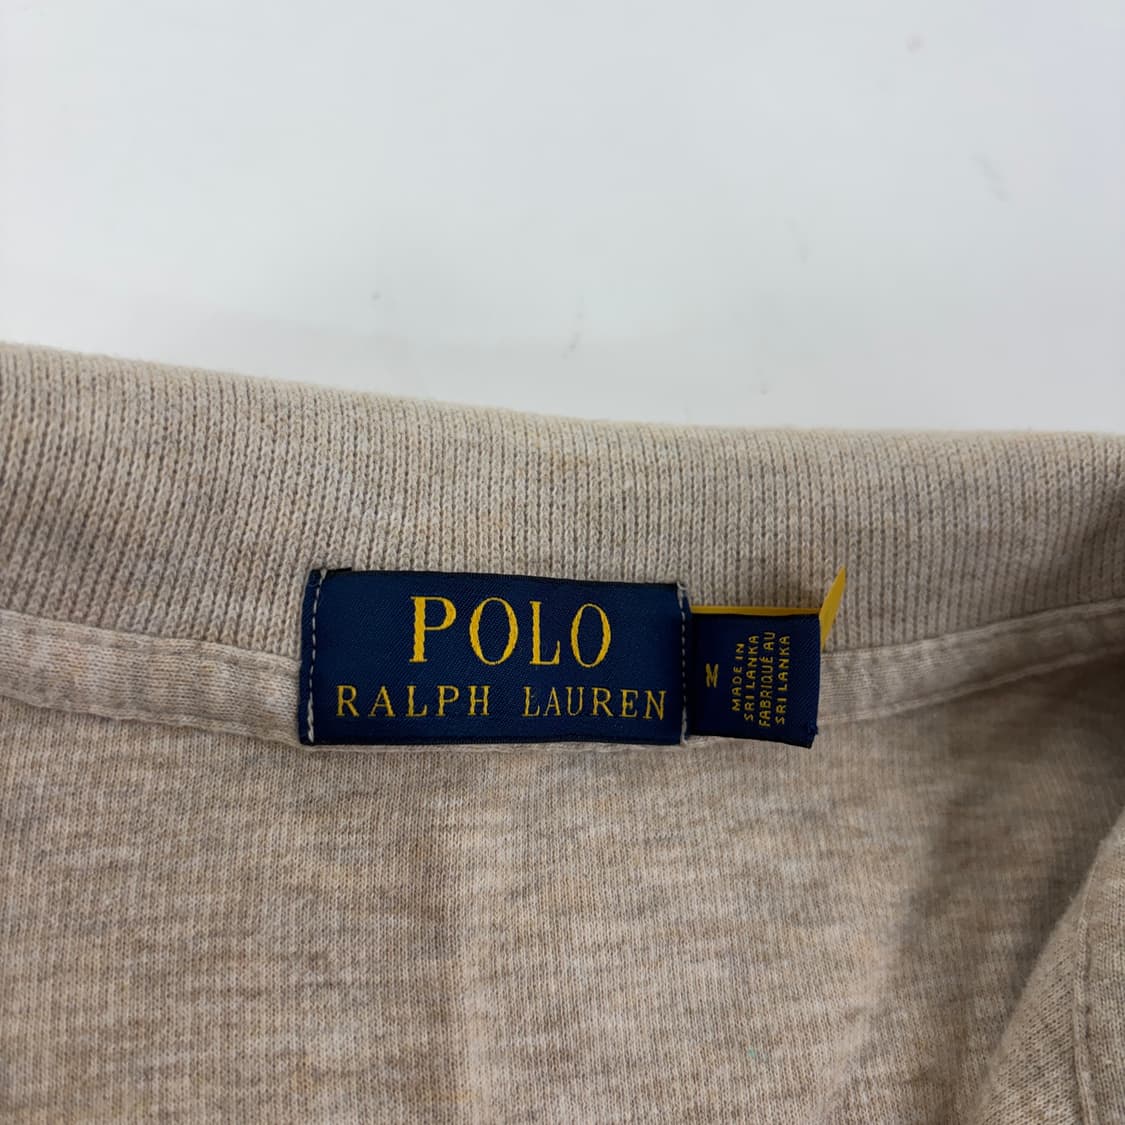 POLO
RALPH LAUREN
M
MADE IN
SRI LANKA
FABRIQUÉ AU
SRI LANKA